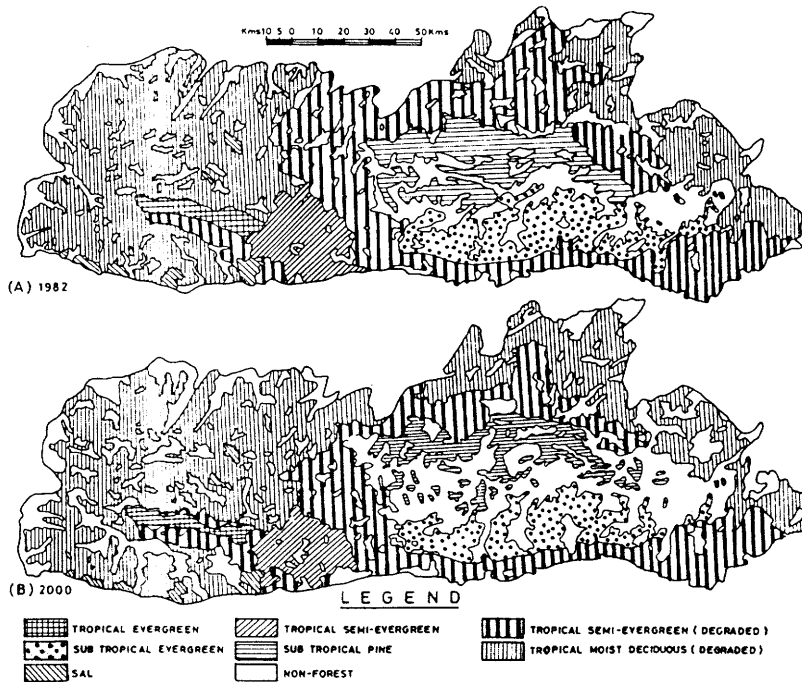 Kms10 5 0 10 20 30 40 50Kms
(A) 1982
(B) 2000
LEGEND
TROPICAL EVERGREEN
TROPICAL SEMI-EVERGREEN
TROPICAL SEMI-EVERGREEN (DEGRADED)
SUB TROPICAL EVERGREEN
SUB TROPICAL PINE
TROPICAL MOIST DECIDUOUS (DEGRADED)
SAL
NON-FOREST